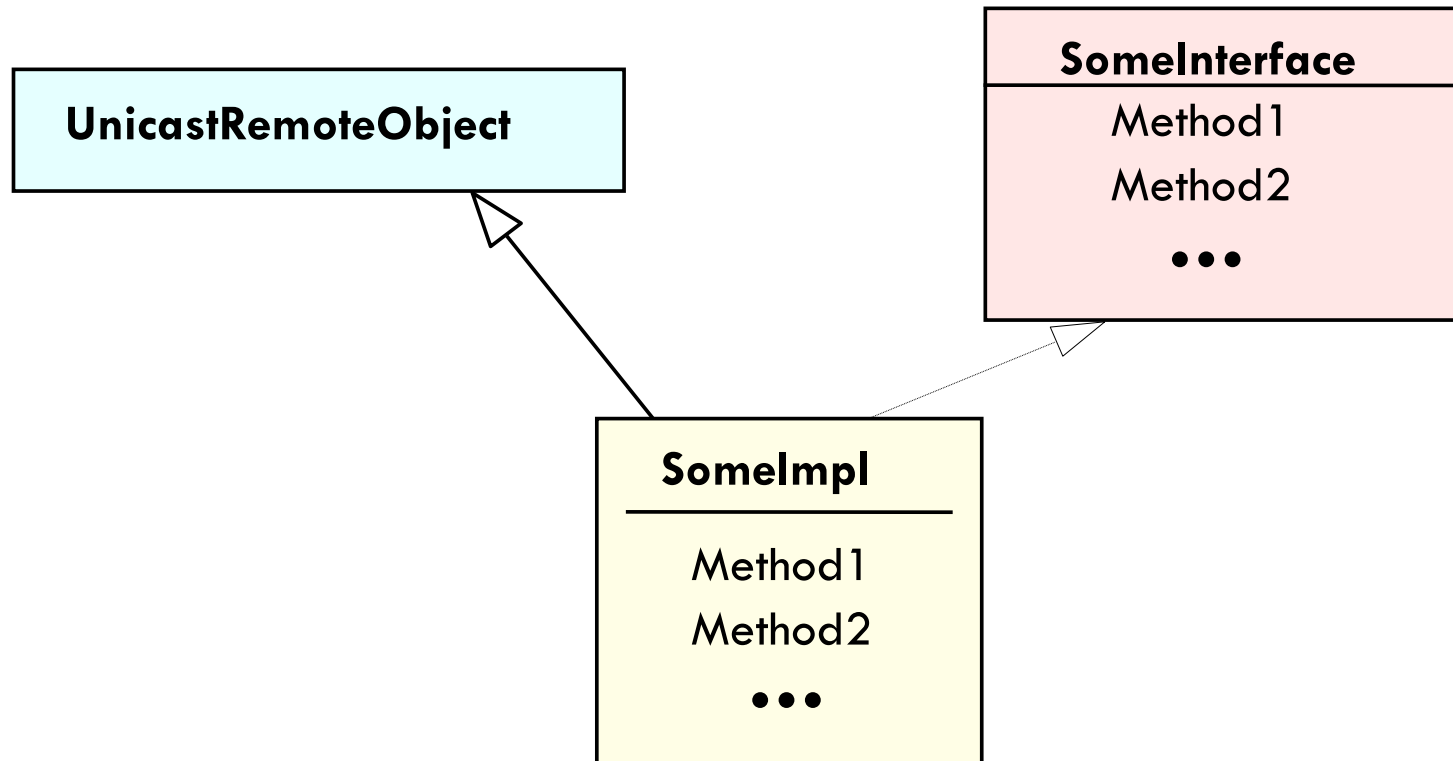 UnicastRemoteObject
SomeInterface
Method1
Method2
•••
SomeImpl
Method1
Method2
•••